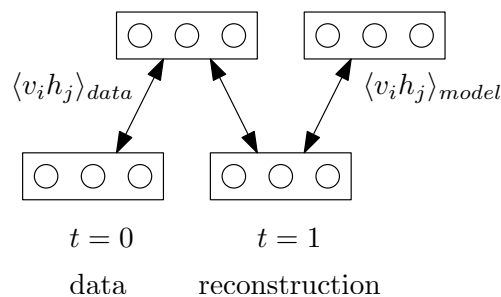 ⟨v_i h_j⟩_data
⟨v_i h_j⟩_model
t = 0
t = 1
data
reconstruction